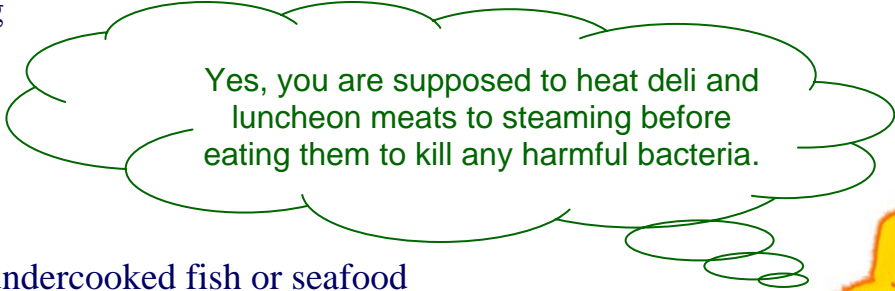 Yes, you are supposed to heat deli and
luncheon meats to steaming before
eating them to kill any harmful bacteria.
undercooked fish or seafood